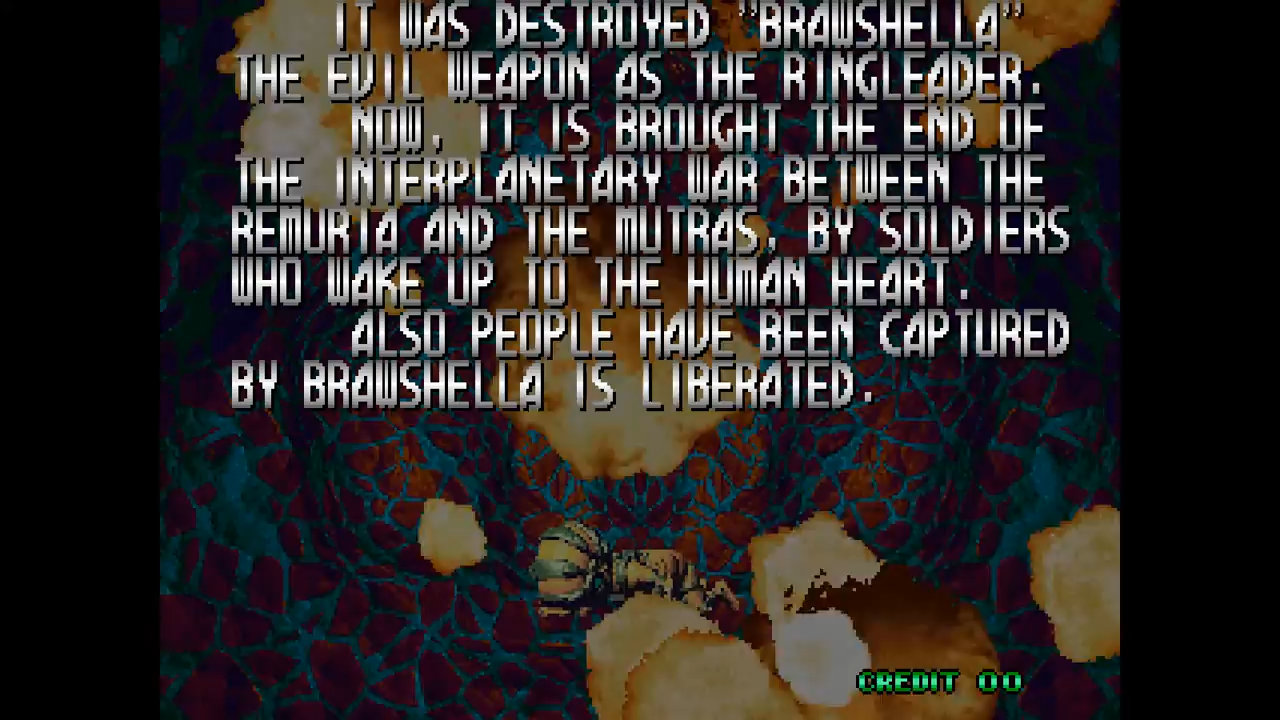 IT WAS DESTROYED "BRAWSHELLA"
THE EVIL WEAPON AS THE RINGLEADER.
NOW, IT IS BROUGHT THE END OF
THE INTERPLANETARY WAR BETWEEN THE
REMURIA AND THE MUTRAS, BY SOLDIERS
WHO WAKE UP TO THE HUMAN HEART.
ALSO PEOPLE HAVE BEEN CAPTURED
BY BRAWSHELLA IS LIBERATED.
CREDIT 00